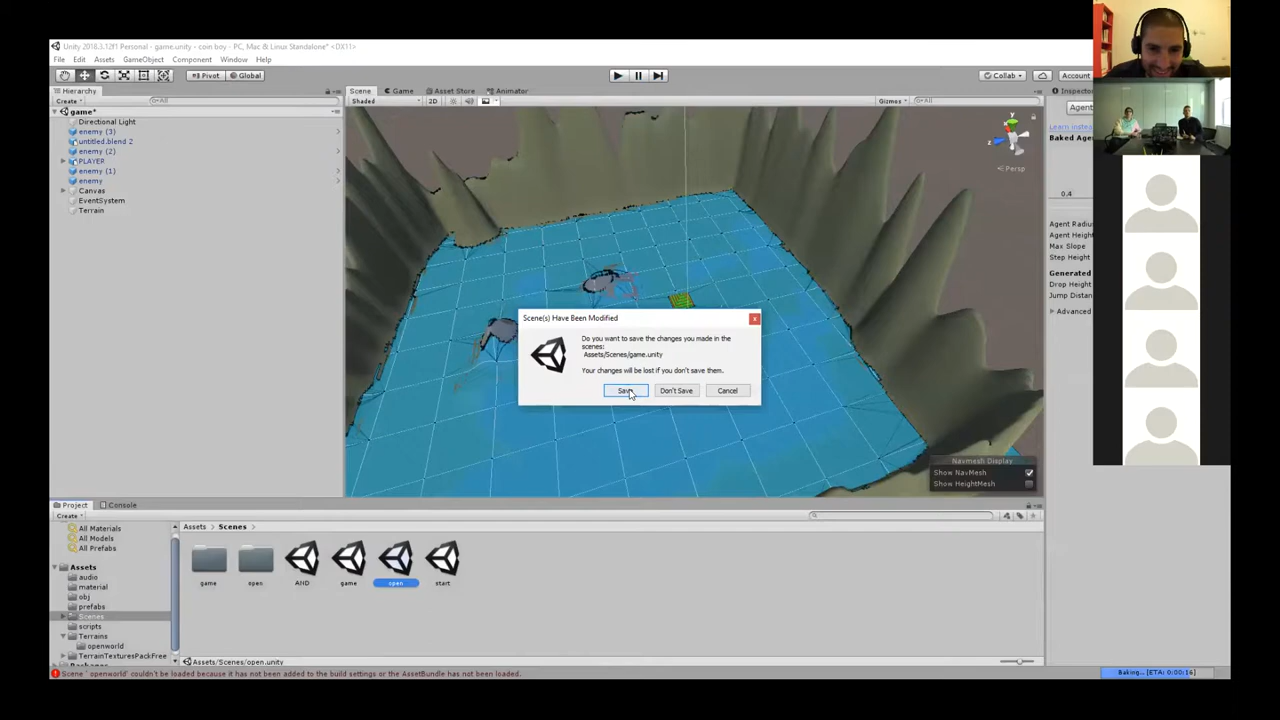 Unity 2018.3.12f1 Personal - game.unity - coin boy - PC, Mac & Linux Standalone* <DX11>
File Edit Assets GameObject Component Window Help
Pivot Global Collab Account
Hierarchy Scene Game Asset Store Animator Inspector
Create All Shaded 2D Gizmos All Agent
game*
Directional Light
enemy (3)
untitled.blend 2
enemy (2)
PLAYER
enemy (1)
enemy
Canvas
EventSystem
Terrain
y
z
Persp
Baked Age
0.4
Agent Radiu
Agent Height
Max Slope
Step Height
Generated
Drop Height
Jump Distan
Advanced
Scene(s) Have Been Modified
x
Do you want to save the changes you made in the
scenes:
Assets/Scenes/game.unity
Your changes will be lost if you don't save them.
Save Don't Save Cancel
Navmesh Display
Show NavMesh
Show HeightMesh
Project Console
Create
All Materials
All Models
All Prefabs
Assets
audio
material
obj
prefabs
Scenes
scripts
Terrains
openworld
TerrainTexturesPackFree
Assets Scenes
game open AHD game open start
Assets/Scenes/open.unity
Scene ' openworld' couldn't be loaded because it has not been added to the build settings or the AssetBundle has not been loaded.
Baking... [ETA: 0:00:16]